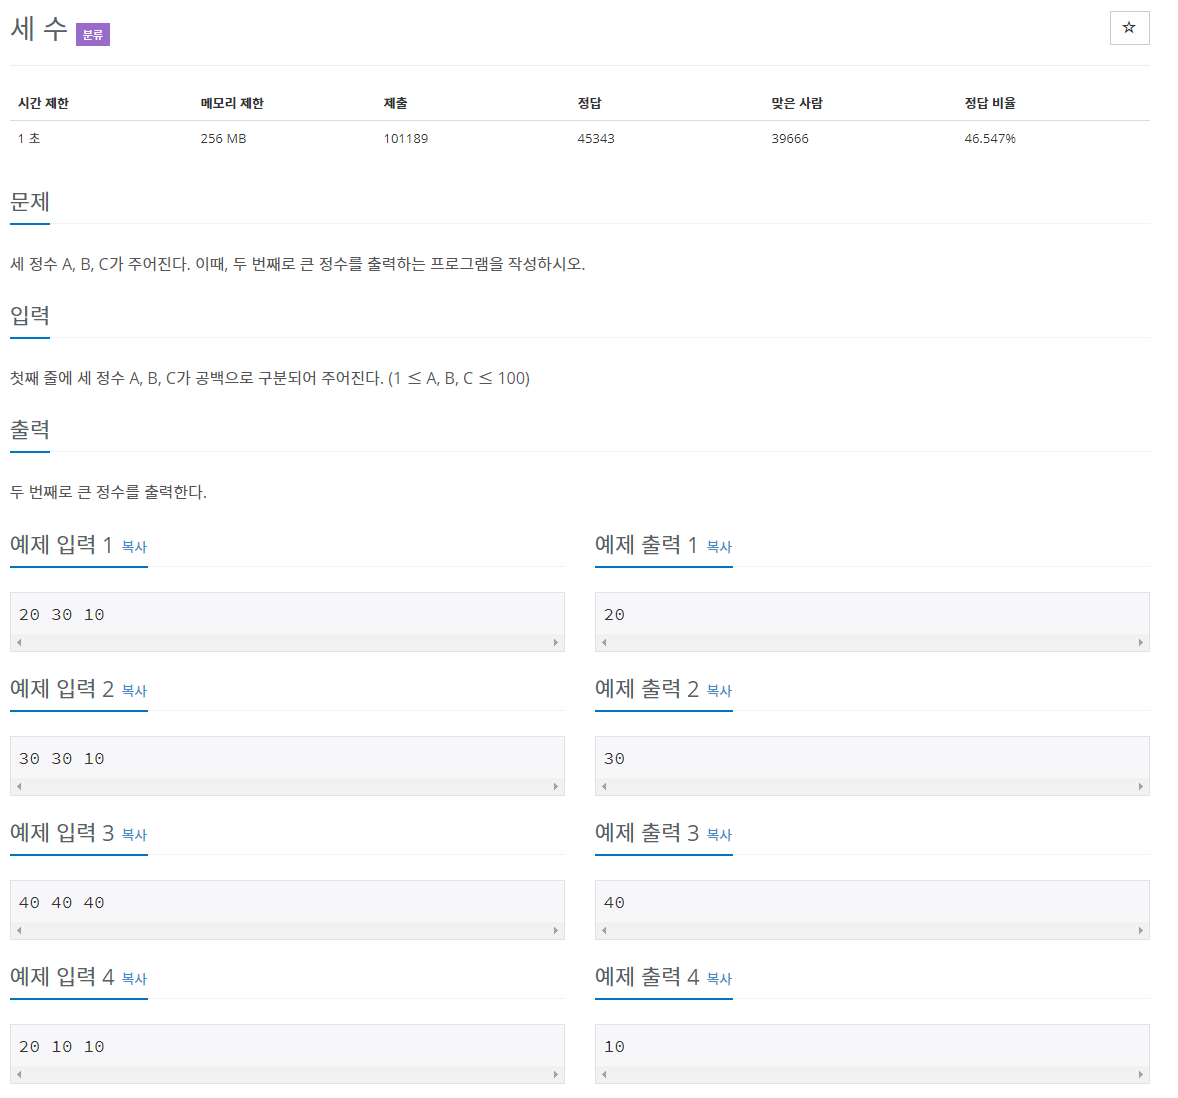 세 수 분류
☆
시간 제한 메모리 제한 제출 정답 맞은 사람 정답 비율
1 초 256 MB 101189 45343 39666 46.547%
문제
세 정수 A, B, C가 주어진다. 이때, 두 번째로 큰 정수를 출력하는 프로그램을 작성하시오.
입력
첫째 줄에 세 정수 A, B, C가 공백으로 구분되어 주어진다. (1 ≤ A, B, C ≤ 100)
출력
두 번째로 큰 정수를 출력한다.
예제 입력 1 복사
20 30 10
예제 출력 1 복사
20
예제 입력 2 복사
30 30 10
예제 출력 2 복사
30
예제 입력 3 복사
40 40 40
예제 출력 3 복사
40
예제 입력 4 복사
20 10 10
예제 출력 4 복사
10